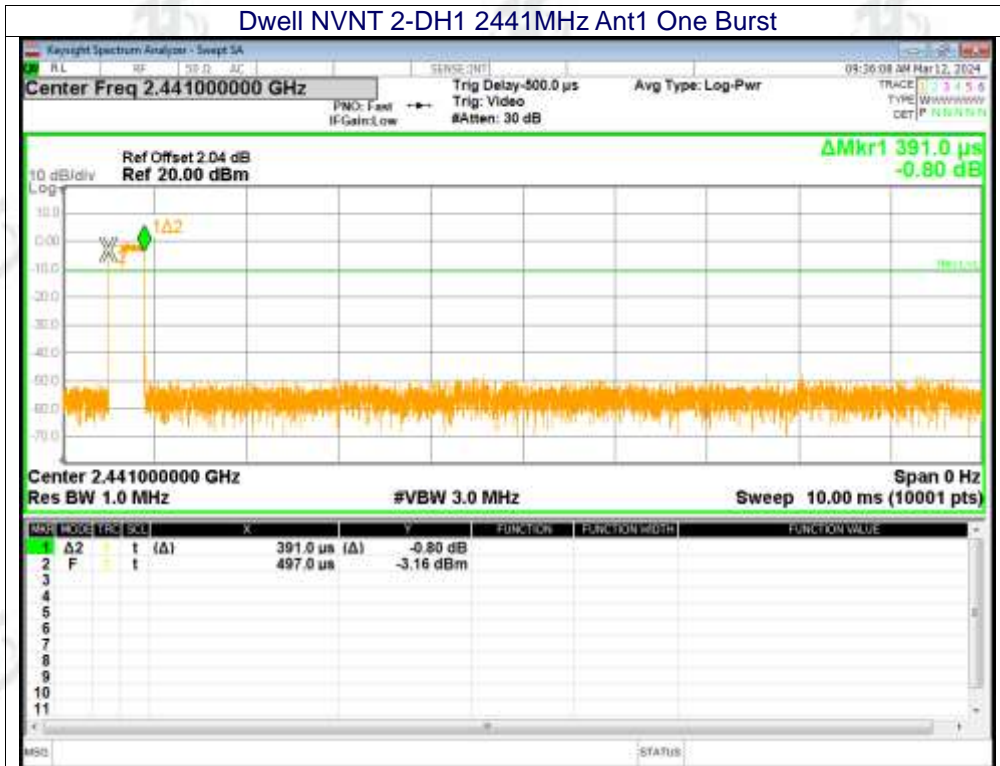 Dwell NVNT 2-DH1 2441MHz Ant1 One Burst
Keysight Spectrum Analyzer - Swept SA
RL RF 50 Ω AC SENSE:INT 09:36:08 AM Mar 12, 2024
Center Freq 2.441000000 GHz
Trig Delay-500.0 µs
Avg Type: Log-Pwr
TRACE 1 2 3 4 5 6
PNO: Fast
Trig: Video
TYPE WWWWWWW
IFGain:Low
#Atten: 30 dB
DET P NNNNN
ΔMkr1 391.0 µs
-0.80 dB
Ref Offset 2.04 dB
10 dB/div Ref 20.00 dBm
Log
10.0
0.00
-10.0
-20.0
-30.0
-40.0
-50.0
-60.0
-70.0
1Δ2
Center 2.441000000 GHz
Span 0 Hz
Res BW 1.0 MHz
#VBW 3.0 MHz
Sweep 10.00 ms (10001 pts)
MKR MODE TRC SCL X Y FUNCTION FUNCTION WIDTH FUNCTION VALUE
1 Δ2 t (Δ) 391.0 µs (Δ) -0.80 dB
2 F t 497.0 µs -3.16 dBm
3
4
5
6
7
8
9
10
11
MSG STATUS